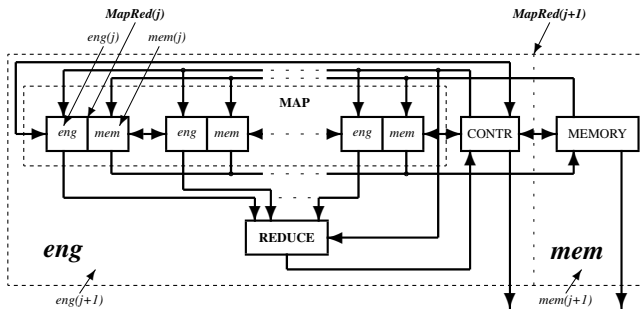 MapRed(j) MapRed(j+1)
eng(j) mem(j)
MAP
eng mem eng mem eng mem CONTR MEMORY
REDUCE
eng mem
eng(j+1) mem(j+1)